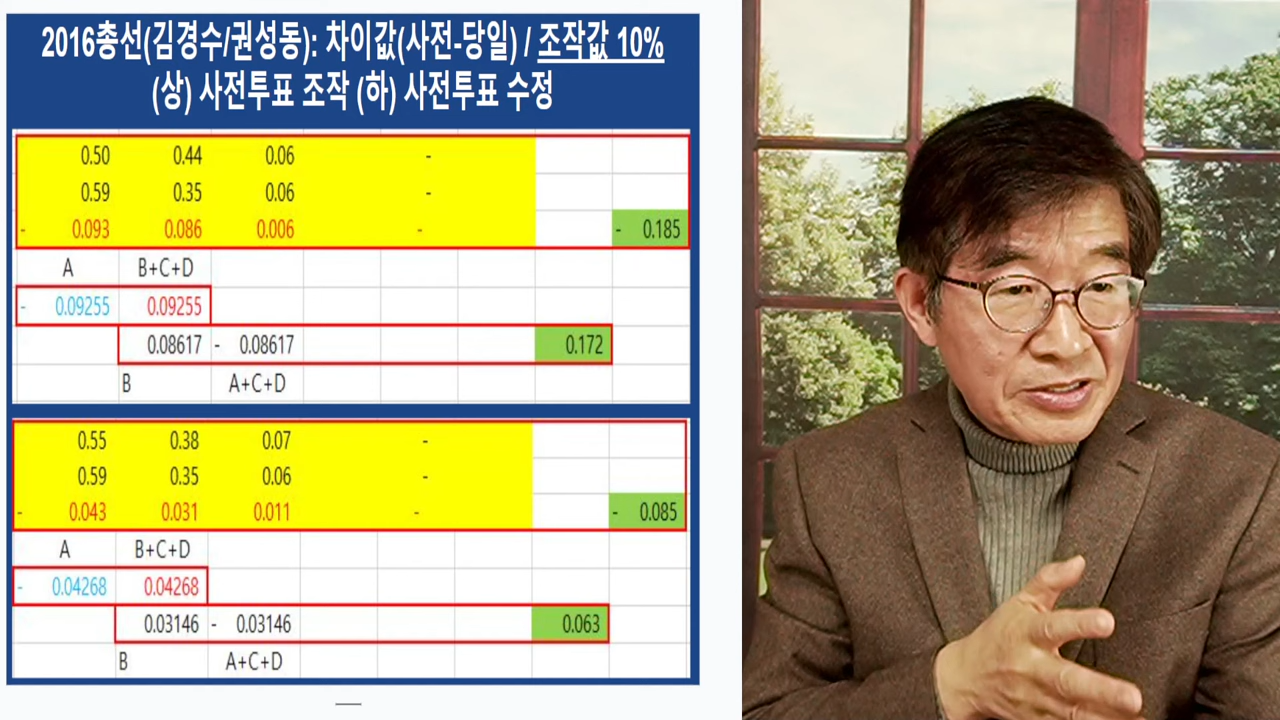 2016총선(김경수/권성동): 차이값(사전-당일) / 조작값 10%
(상) 사전투표 조작 (하) 사전투표 수정
0.50 0.44 0.06 -
0.59 0.35 0.06 -
- 0.093 0.086 0.006 - - 0.185
A B+C+D
- 0.09255 0.09255
0.08617 - 0.08617 0.172
B A+C+D
0.55 0.38 0.07 -
0.59 0.35 0.06
- 0.043 0.031 0.011 - - 0.085
A B+C+D
- 0.04268 0.04268
0.03146 - 0.03146 0.063
B A+C+D